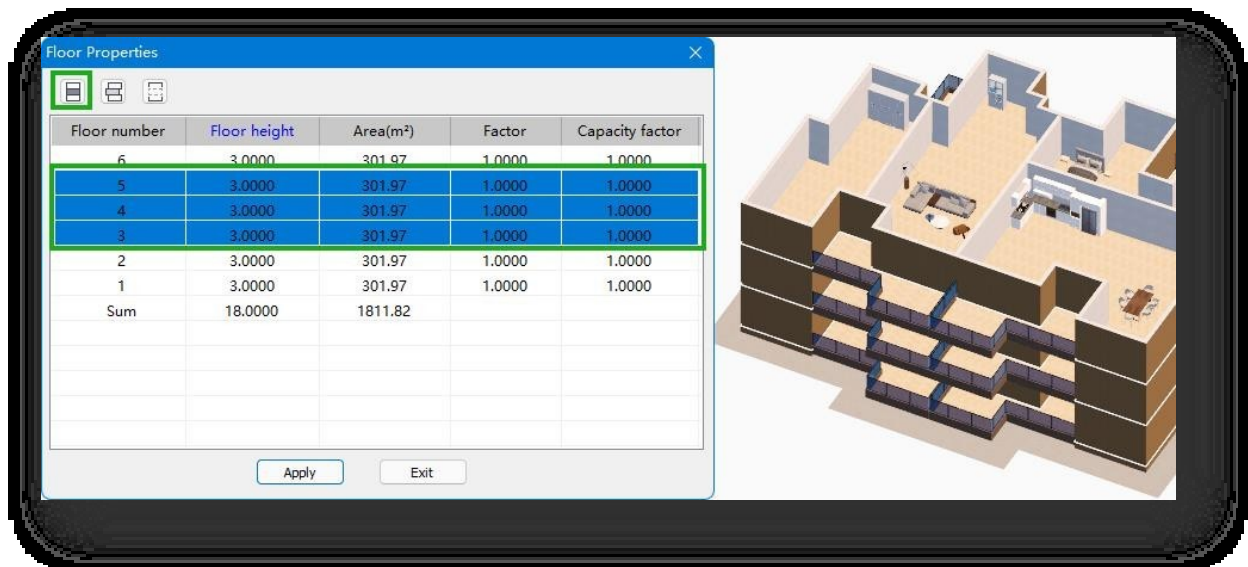 Floor Properties
Floor number Floor height Area(m²) Factor Capacity factor
6 3.0000 301.97 1.0000 1.0000
5 3.0000 301.97 1.0000 1.0000
4 3.0000 301.97 1.0000 1.0000
3 3.0000 301.97 1.0000 1.0000
2 3.0000 301.97 1.0000 1.0000
1 3.0000 301.97 1.0000 1.0000
Sum 18.0000 1811.82
Apply Exit